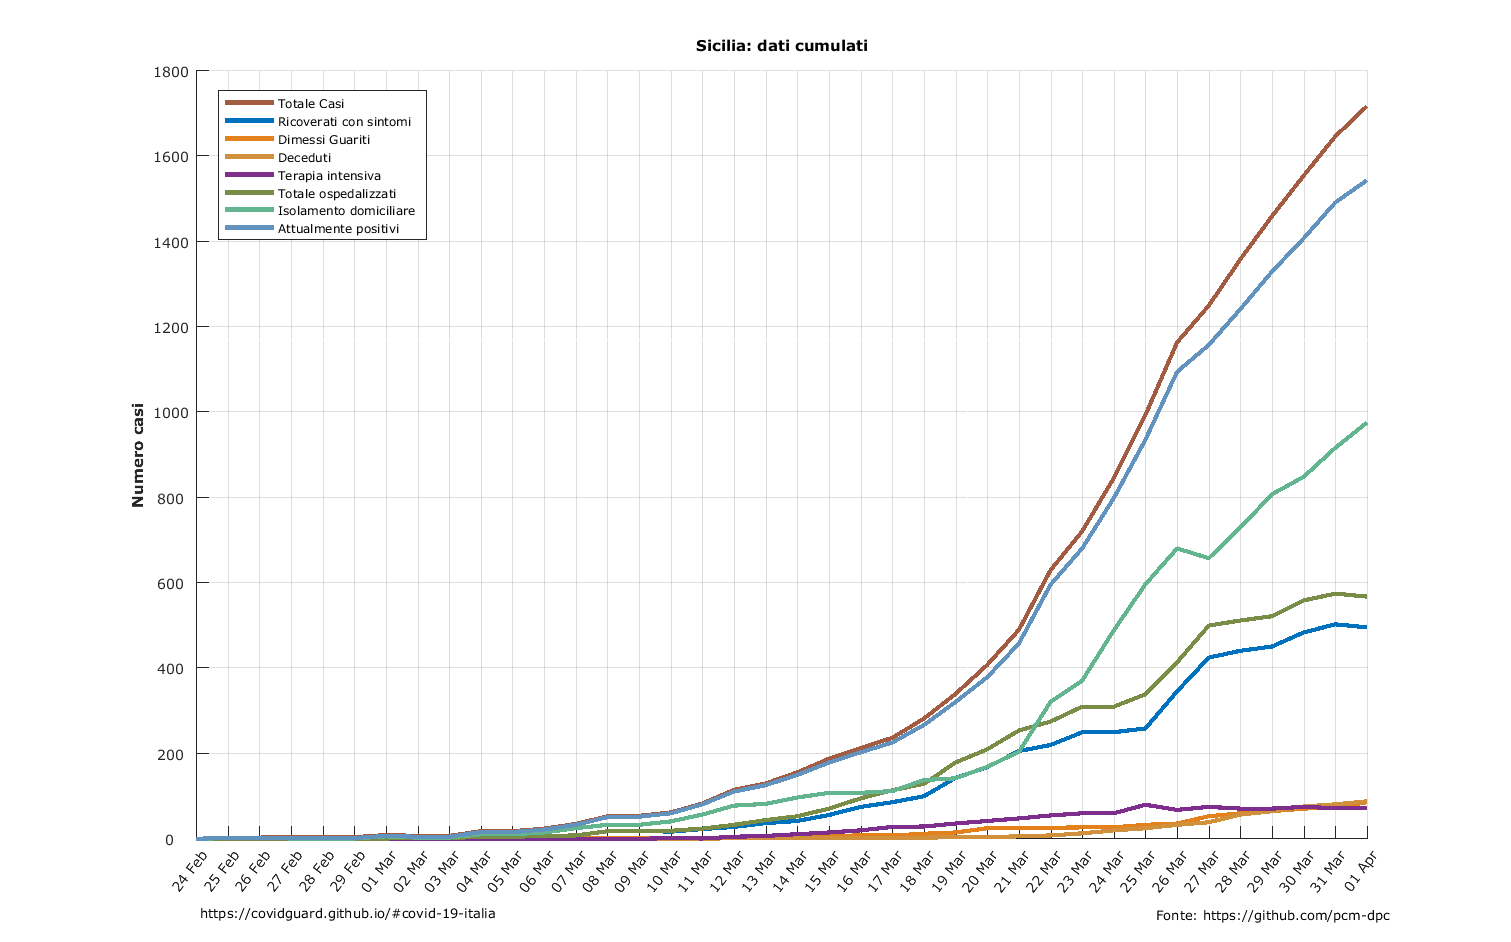 Sicilia: dati cumulati
1800
1600
1400
1200
1000
800
600
400
200
0
Numero casi
Totale Casi
Ricoverati con sintomi
Dimessi Guariti
Deceduti
Terapia intensiva
Totale ospedalizzati
Isolamento domiciliare
Attualmente positivi
24 Feb
25 Feb
26 Feb
27 Feb
28 Feb
29 Feb
01 Mar
02 Mar
03 Mar
04 Mar
05 Mar
06 Mar
07 Mar
08 Mar
09 Mar
10 Mar
11 Mar
12 Mar
13 Mar
14 Mar
15 Mar
16 Mar
17 Mar
18 Mar
19 Mar
20 Mar
21 Mar
22 Mar
23 Mar
24 Mar
25 Mar
26 Mar
27 Mar
28 Mar
29 Mar
30 Mar
31 Mar
01 Apr
https://covidguard.github.io/#covid-19-italia
Fonte: https://github.com/pcm-dpc